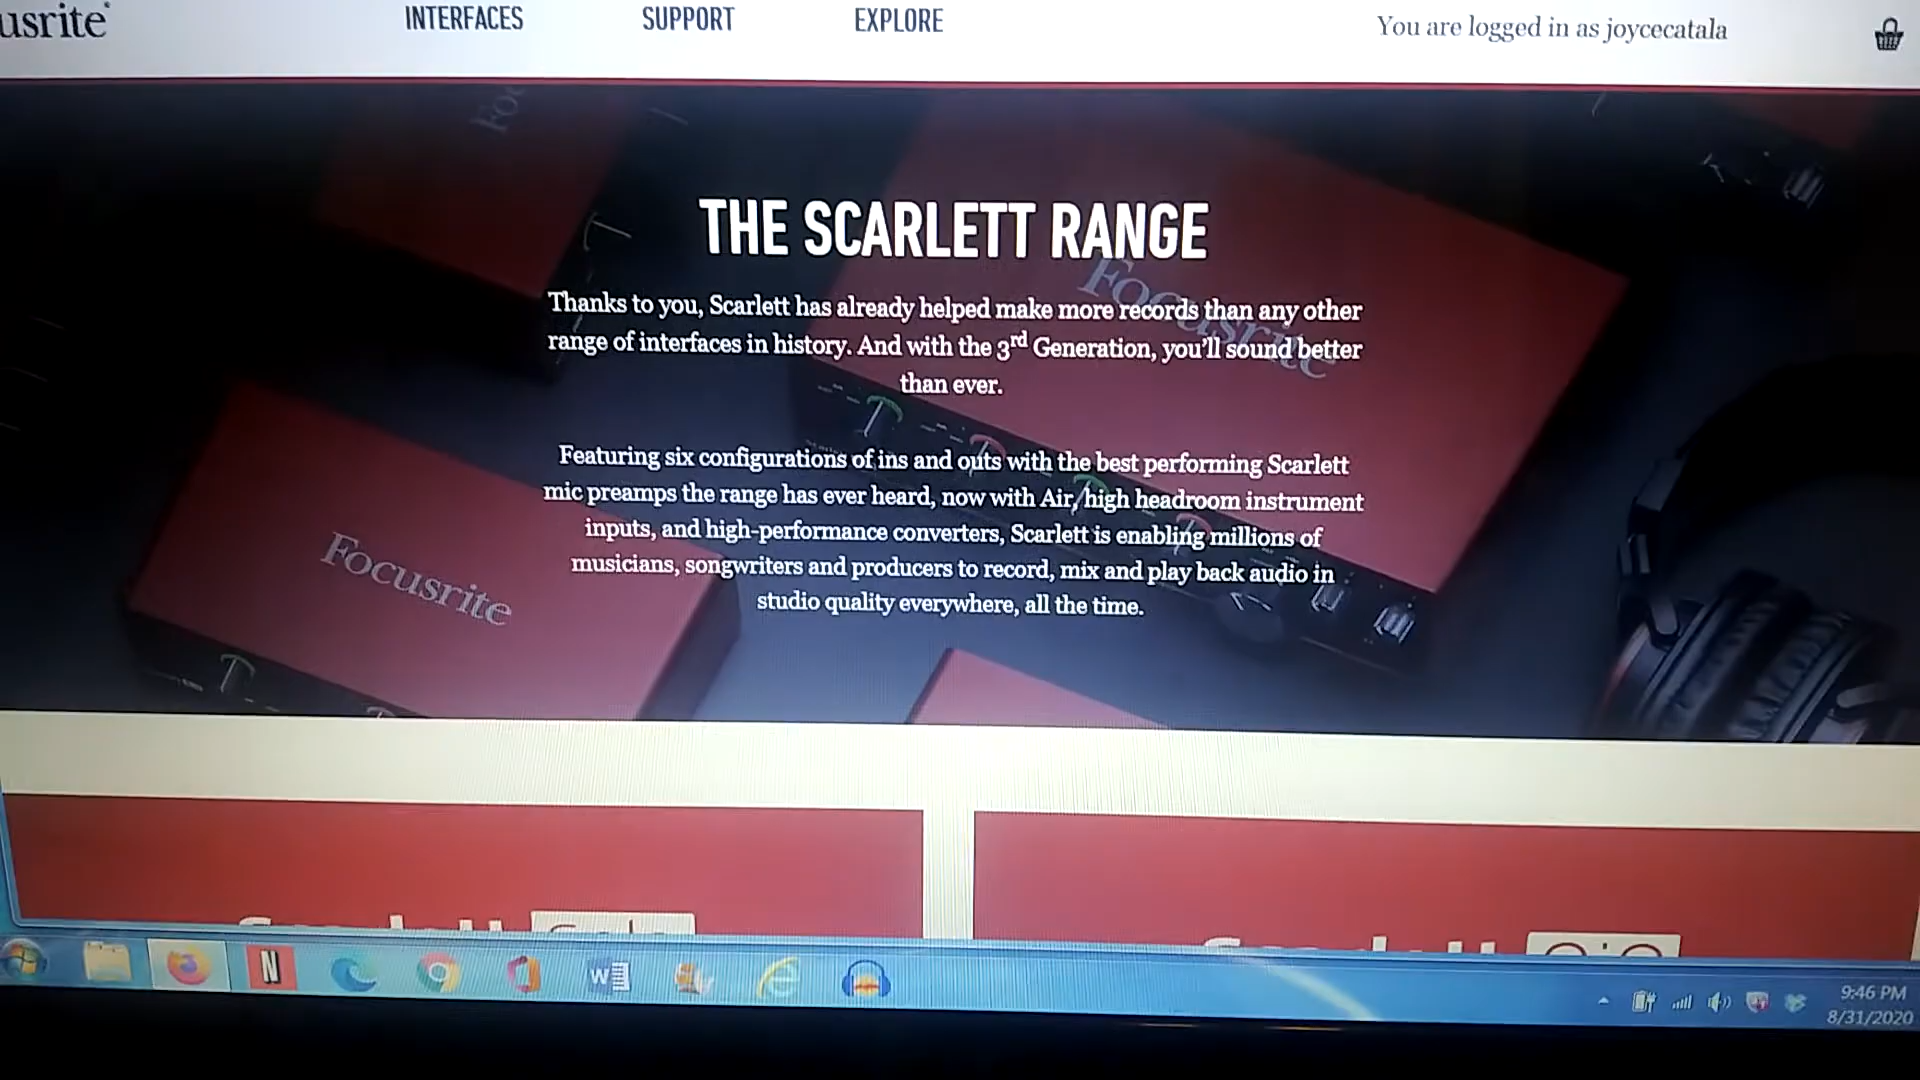 usrite
INTERFACES
SUPPORT
EXPLORE
You are logged in as joycecatala
THE SCARLETT RANGE
Thanks to you, Scarlett has already helped make more records than any other
range of interfaces in history. And with the 3rd Generation, you'll sound better
than ever.
Featuring six configurations of ins and outs with the best performing Scarlett
mic preamps the range has ever heard, now with Air, high headroom instrument
inputs, and high-performance converters, Scarlett is enabling millions of
musicians, songwriters and producers to record, mix and play back audio in
studio quality everywhere, all the time.
Focusrite
Focusrite
Foc
N
W
9:46 PM
8/31/2020